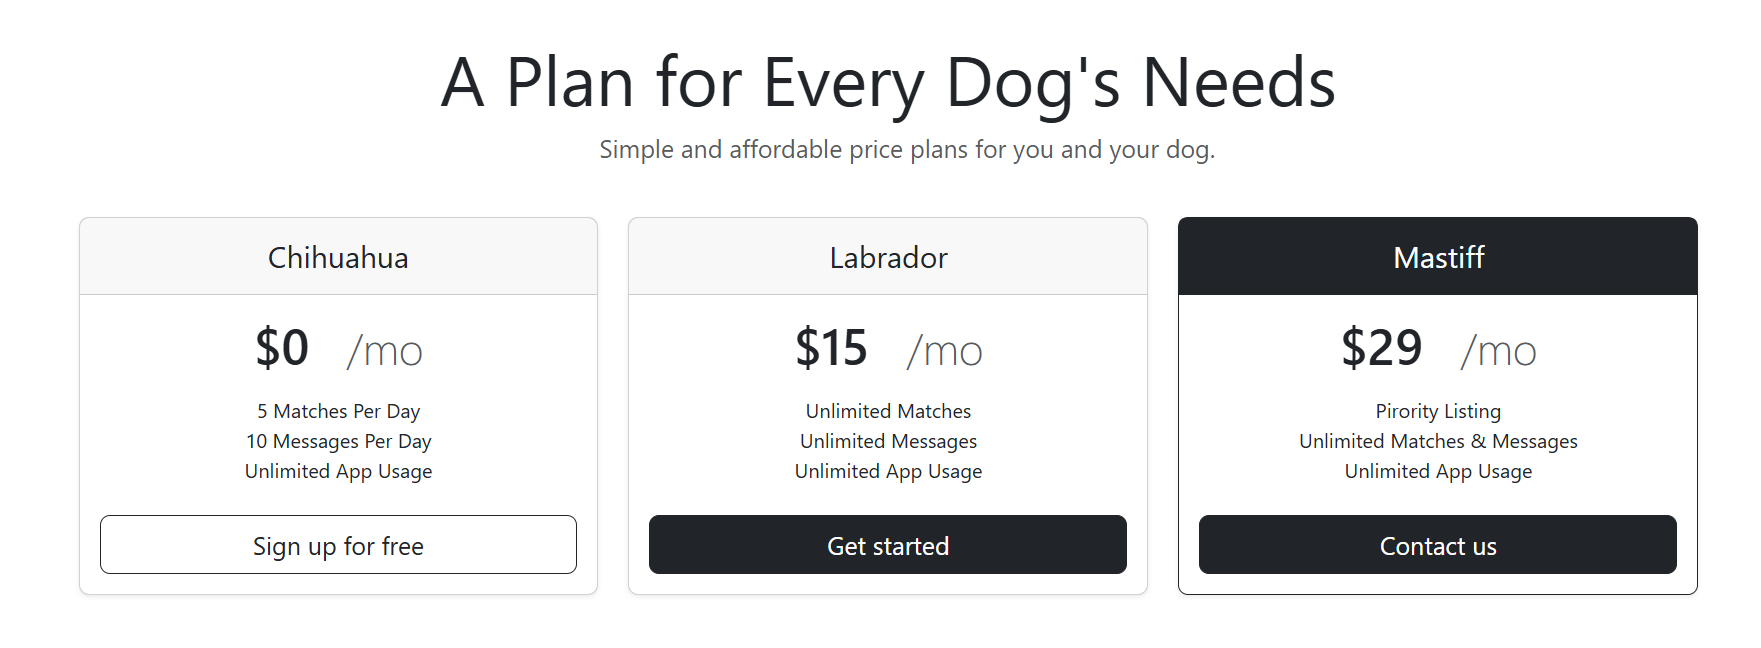 A Plan for Every Dog's Needs
Simple and affordable price plans for you and your dog.
Chihuahua
$0 /mo
5 Matches Per Day
10 Messages Per Day
Unlimited App Usage
Sign up for free
Labrador
$15 /mo
Unlimited Matches
Unlimited Messages
Unlimited App Usage
Get started
Mastiff
$29 /mo
Pirority Listing
Unlimited Matches & Messages
Unlimited App Usage
Contact us